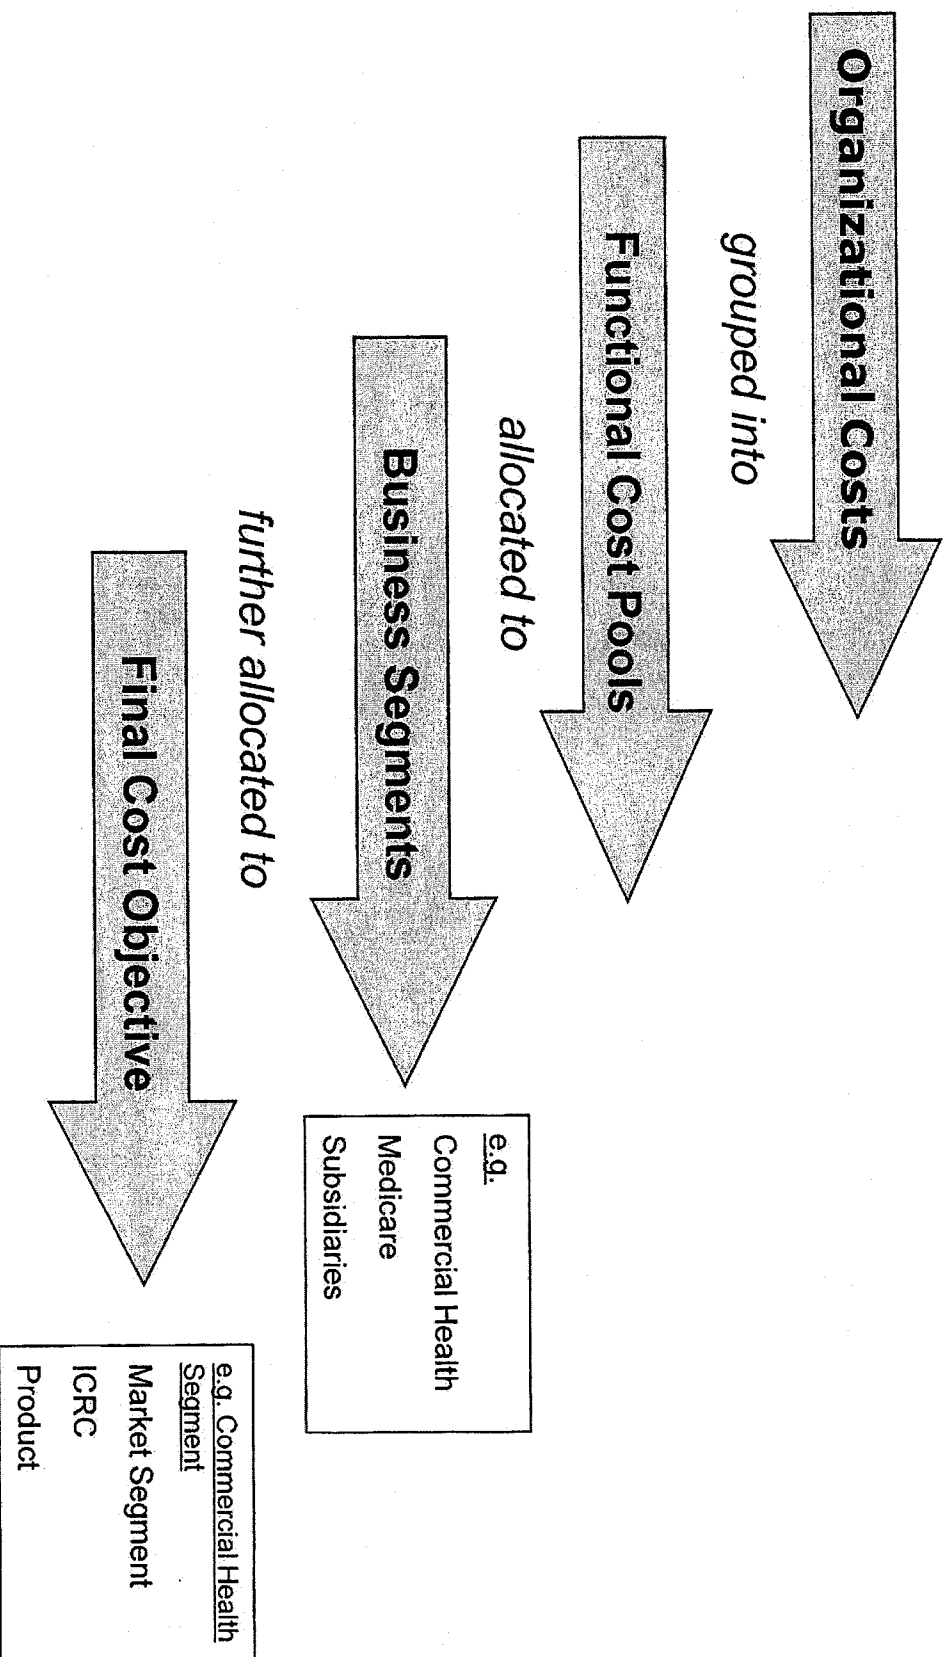 Organizational Costs
grouped into
Functional Cost Pools
allocated to
Business Segments
e.g.
Commercial Health
Medicare
Subsidiaries
further allocated to
Final Cost Objective
e.g. Commercial Health
Segment
Market Segment
ICRC
Product